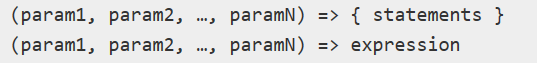 (param1, param2, …, paramN) => { statements }
(param1, param2, …, paramN) => expression